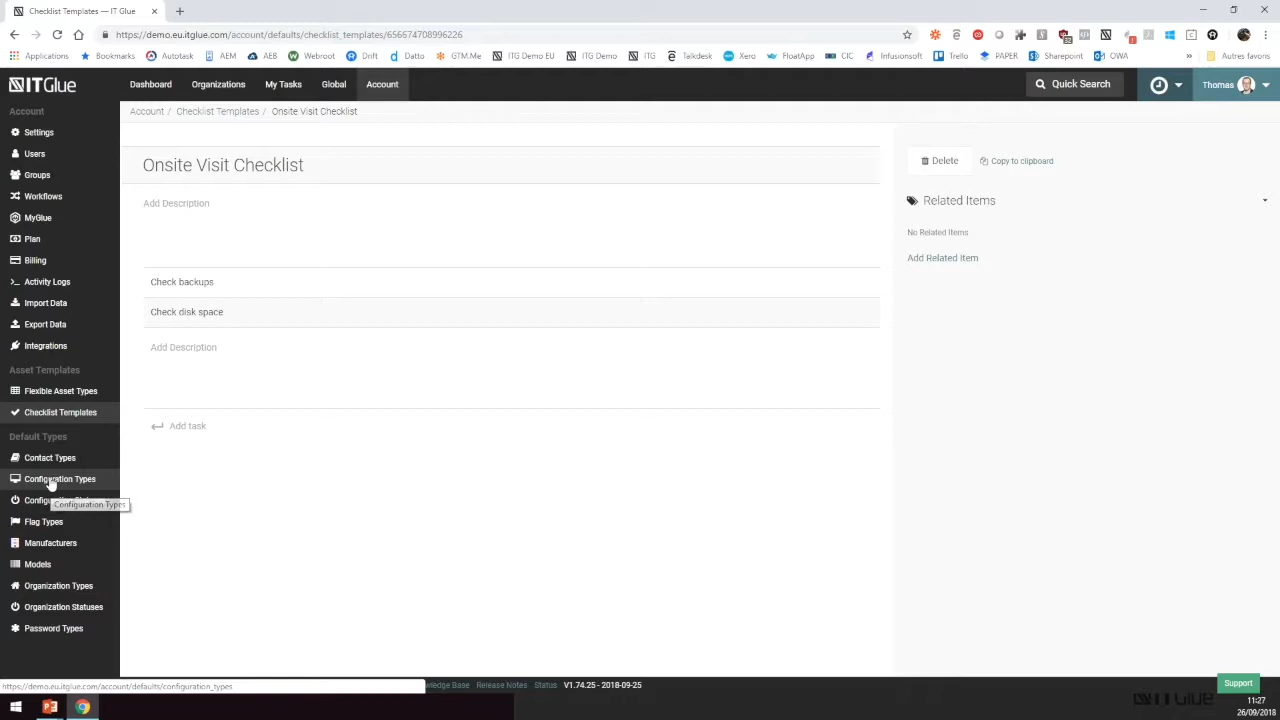 Checklist Templates — IT Glue
https://demo.eu.itglue.com/account/defaults/checklist_templates/656674708996226
32
Applications Bookmarks Autotask AEM AEB Webroot Drift Datto GTM.Me ITG Demo EU ITG Demo ITG Talkdesk Xero FloatApp CIC Infusionsoft Trello PAPER Sharepoint OWA » Autres favoris
ITGlue Dashboard Organizations My Tasks Global Account Quick Search Thomas
Account
Settings
Users
Groups
Workflows
MyGlue
Plan
Billing
Activity Logs
Import Data
Export Data
Integrations
Asset Templates
Flexible Asset Types
Checklist Templates
Default Types
Contact Types
Configuration Types
Configuration Types
Flag Types
Manufacturers
Models
Organization Types
Organization Statuses
Password Types
Account / Checklist Templates / Onsite Visit Checklist
Onsite Visit Checklist
Add Description
Check backups
Check disk space
Add Description
Add task
Delete Copy to clipboard
Related Items
No Related Items
Add Related Item
https://demo.eu.itglue.com/account/defaults/configuration_types
wledge Base Release Notes Status V1.74.25 - 2018-09-25
Support
ITGlue
11:27
26/09/2018